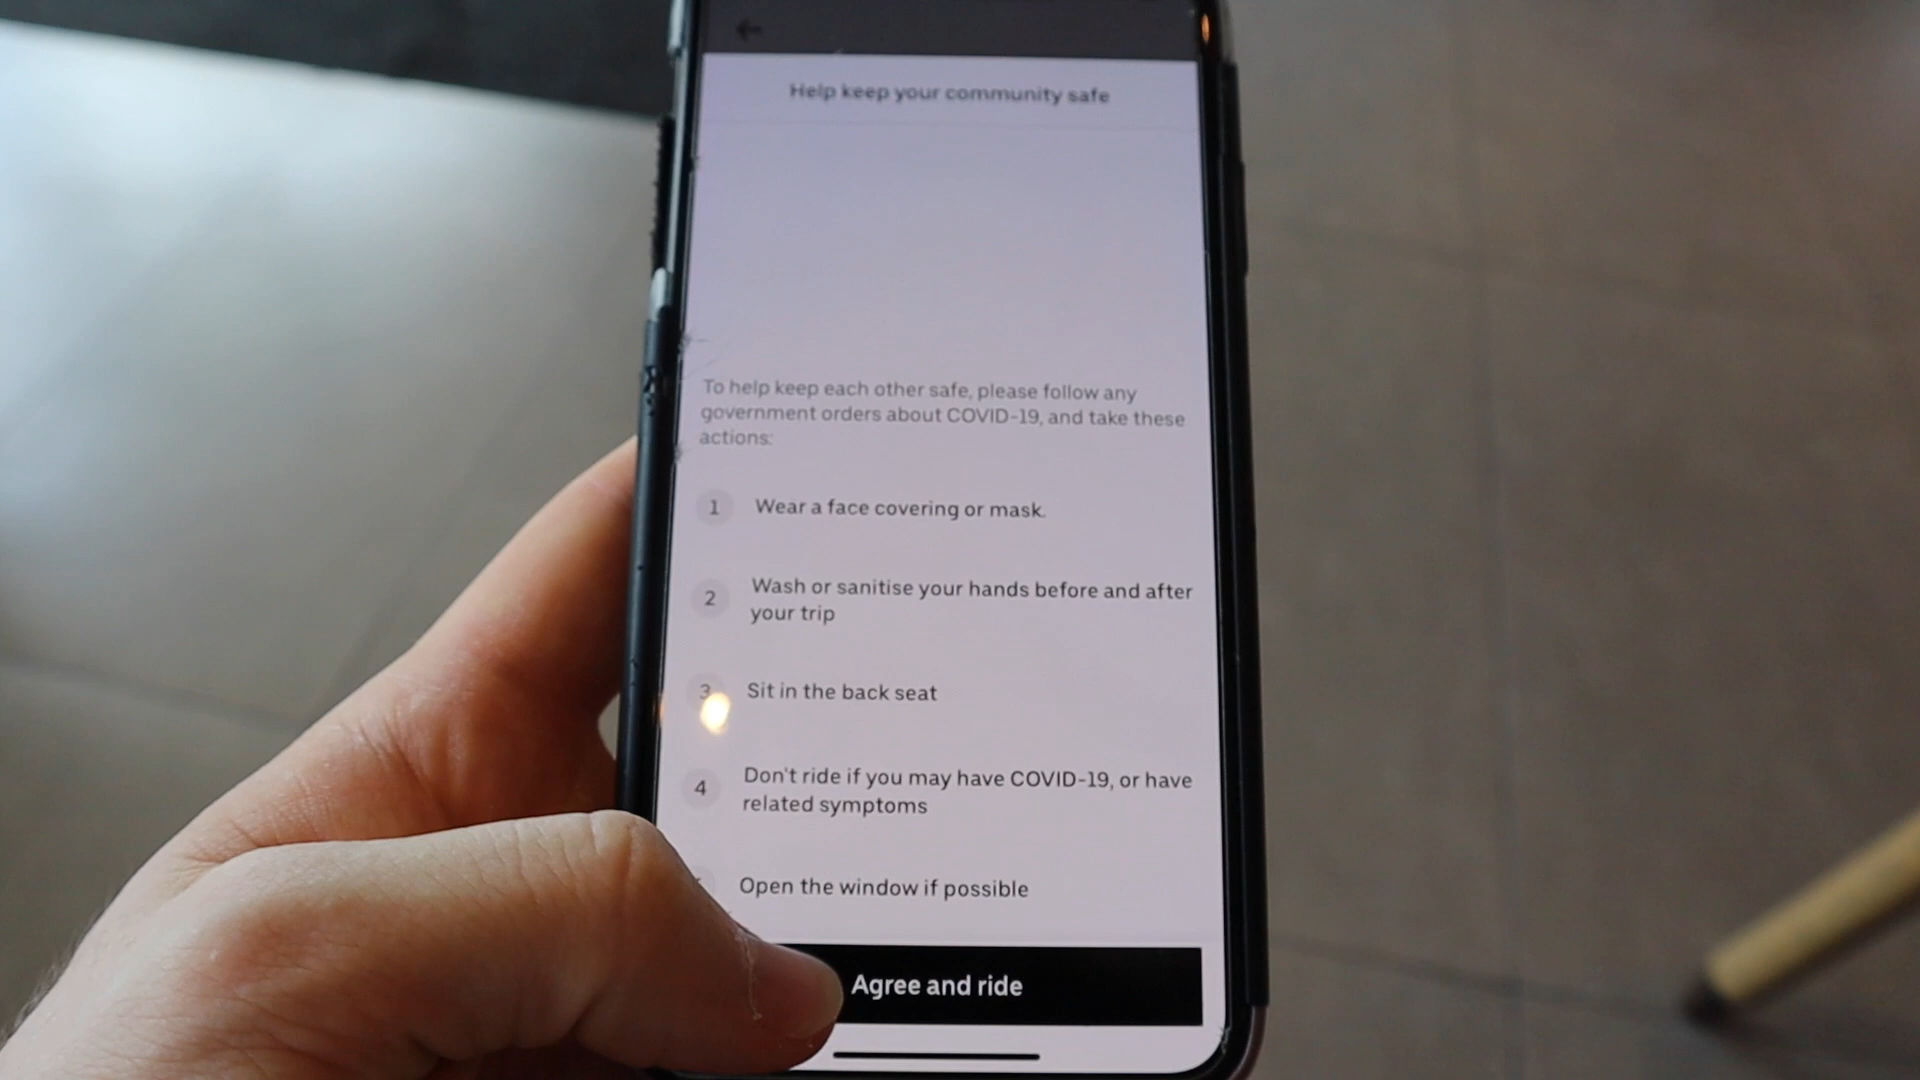 Help keep your community safe
To help keep each other safe, please follow any
government orders about COVID-19, and take these
actions:
1 Wear a face covering or mask.
2 Wash or sanitise your hands before and after
your trip
3 Sit in the back seat
4 Don't ride if you may have COVID-19, or have
related symptoms
Open the window if possible
Agree and ride